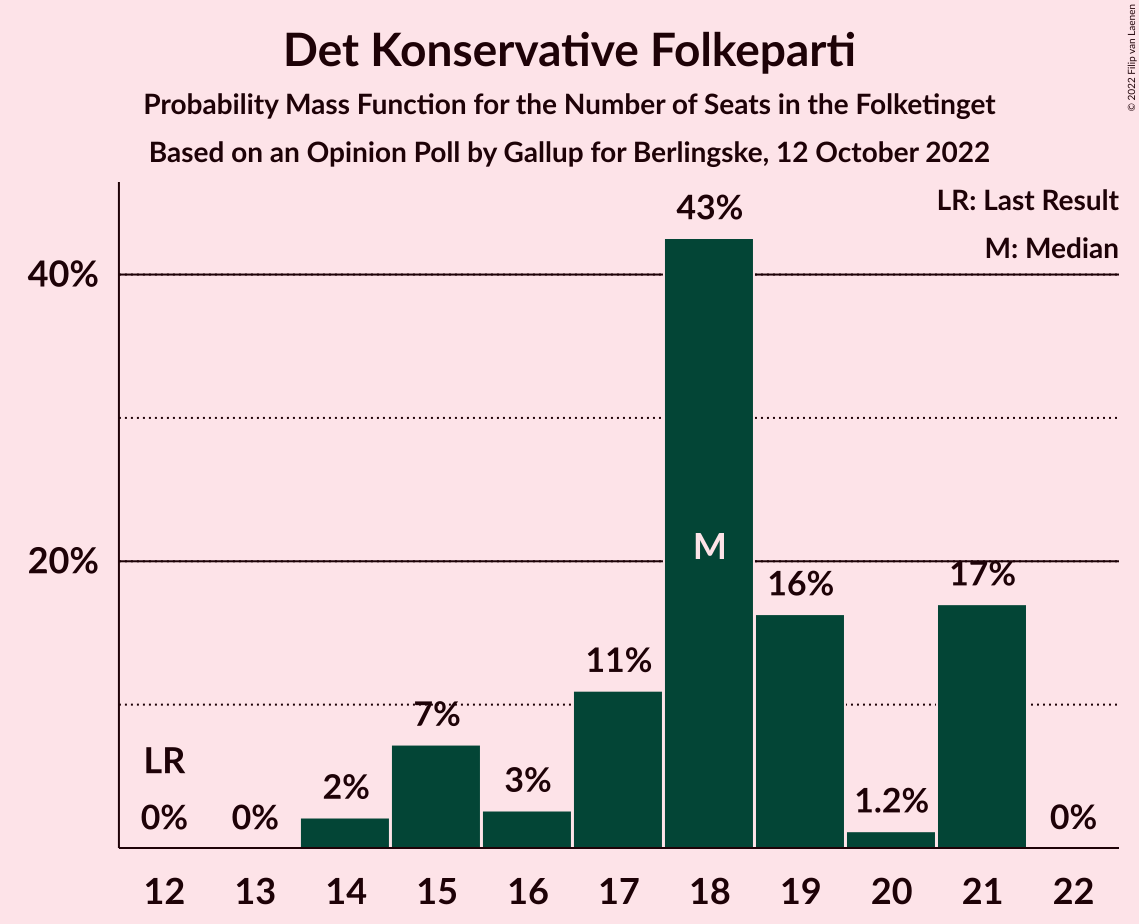 Det Konservative Folkeparti
Probability Mass Function for the Number of Seats in the Folketinget
Based on an Opinion Poll by Gallup for Berlingske, 12 October 2022
© 2022 Filip van Laenen
LR: Last Result
M: Median
43%
40%
M
20%
17%
16%
11%
7%
LR
2%
3%
1.2%
0%
0%
0%
12 13 14 15 16 17 18 19 20 21 22